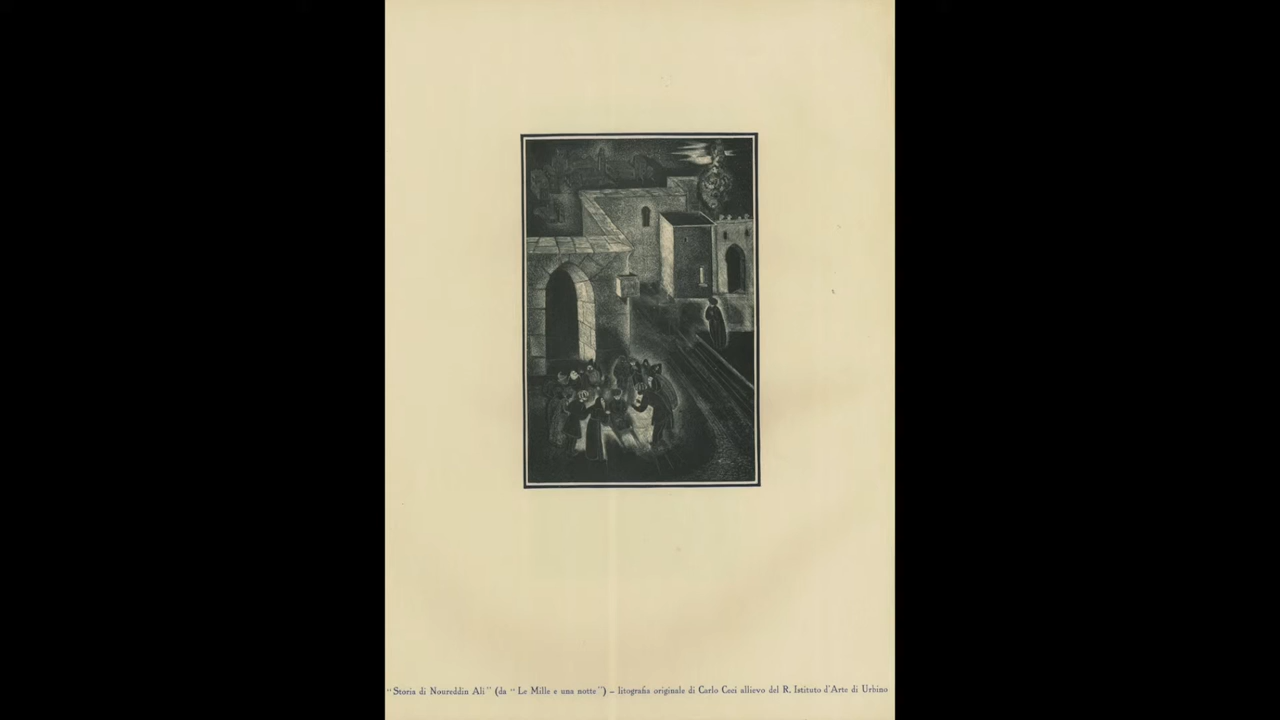 "Storia di Noureddin Alì" (da "Le Mille e una notte") – litografia originale di Carlo Ceci allievo del R. Istituto d'Arte di Urbino